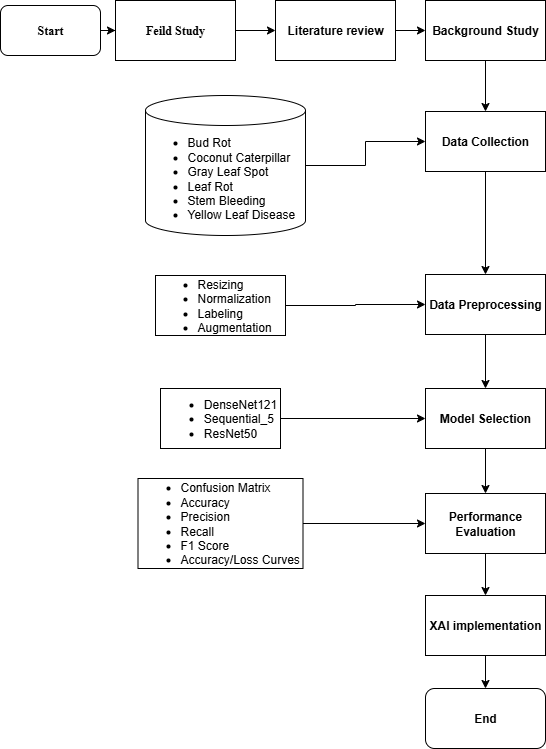 Start
Feild Study
Literature review
Background Study
• Bud Rot
• Coconut Caterpillar
• Gray Leaf Spot
• Leaf Rot
• Stem Bleeding
• Yellow Leaf Disease
Data Collection
• Resizing
• Normalization
• Labeling
• Augmentation
Data Preprocessing
• DenseNet121
• Sequential_5
• ResNet50
Model Selection
• Confusion Matrix
• Accuracy
• Precision
• Recall
• F1 Score
• Accuracy/Loss Curves
Performance
Evaluation
XAI implementation
End